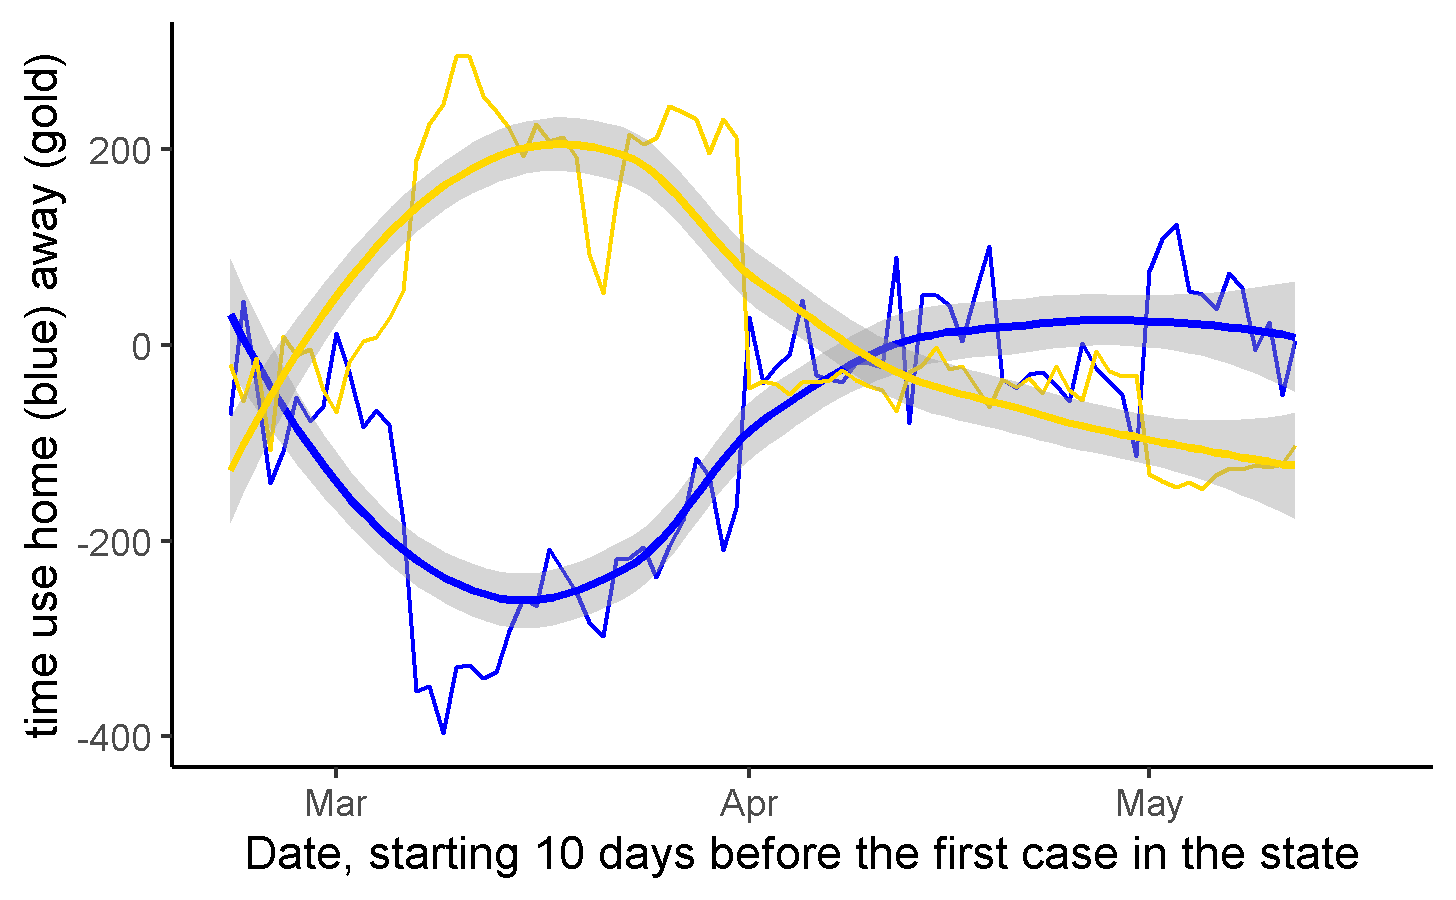 time use home (blue) away (gold)
200
0
-200
-400
Mar
Apr
May
Date, starting 10 days before the first case in the state